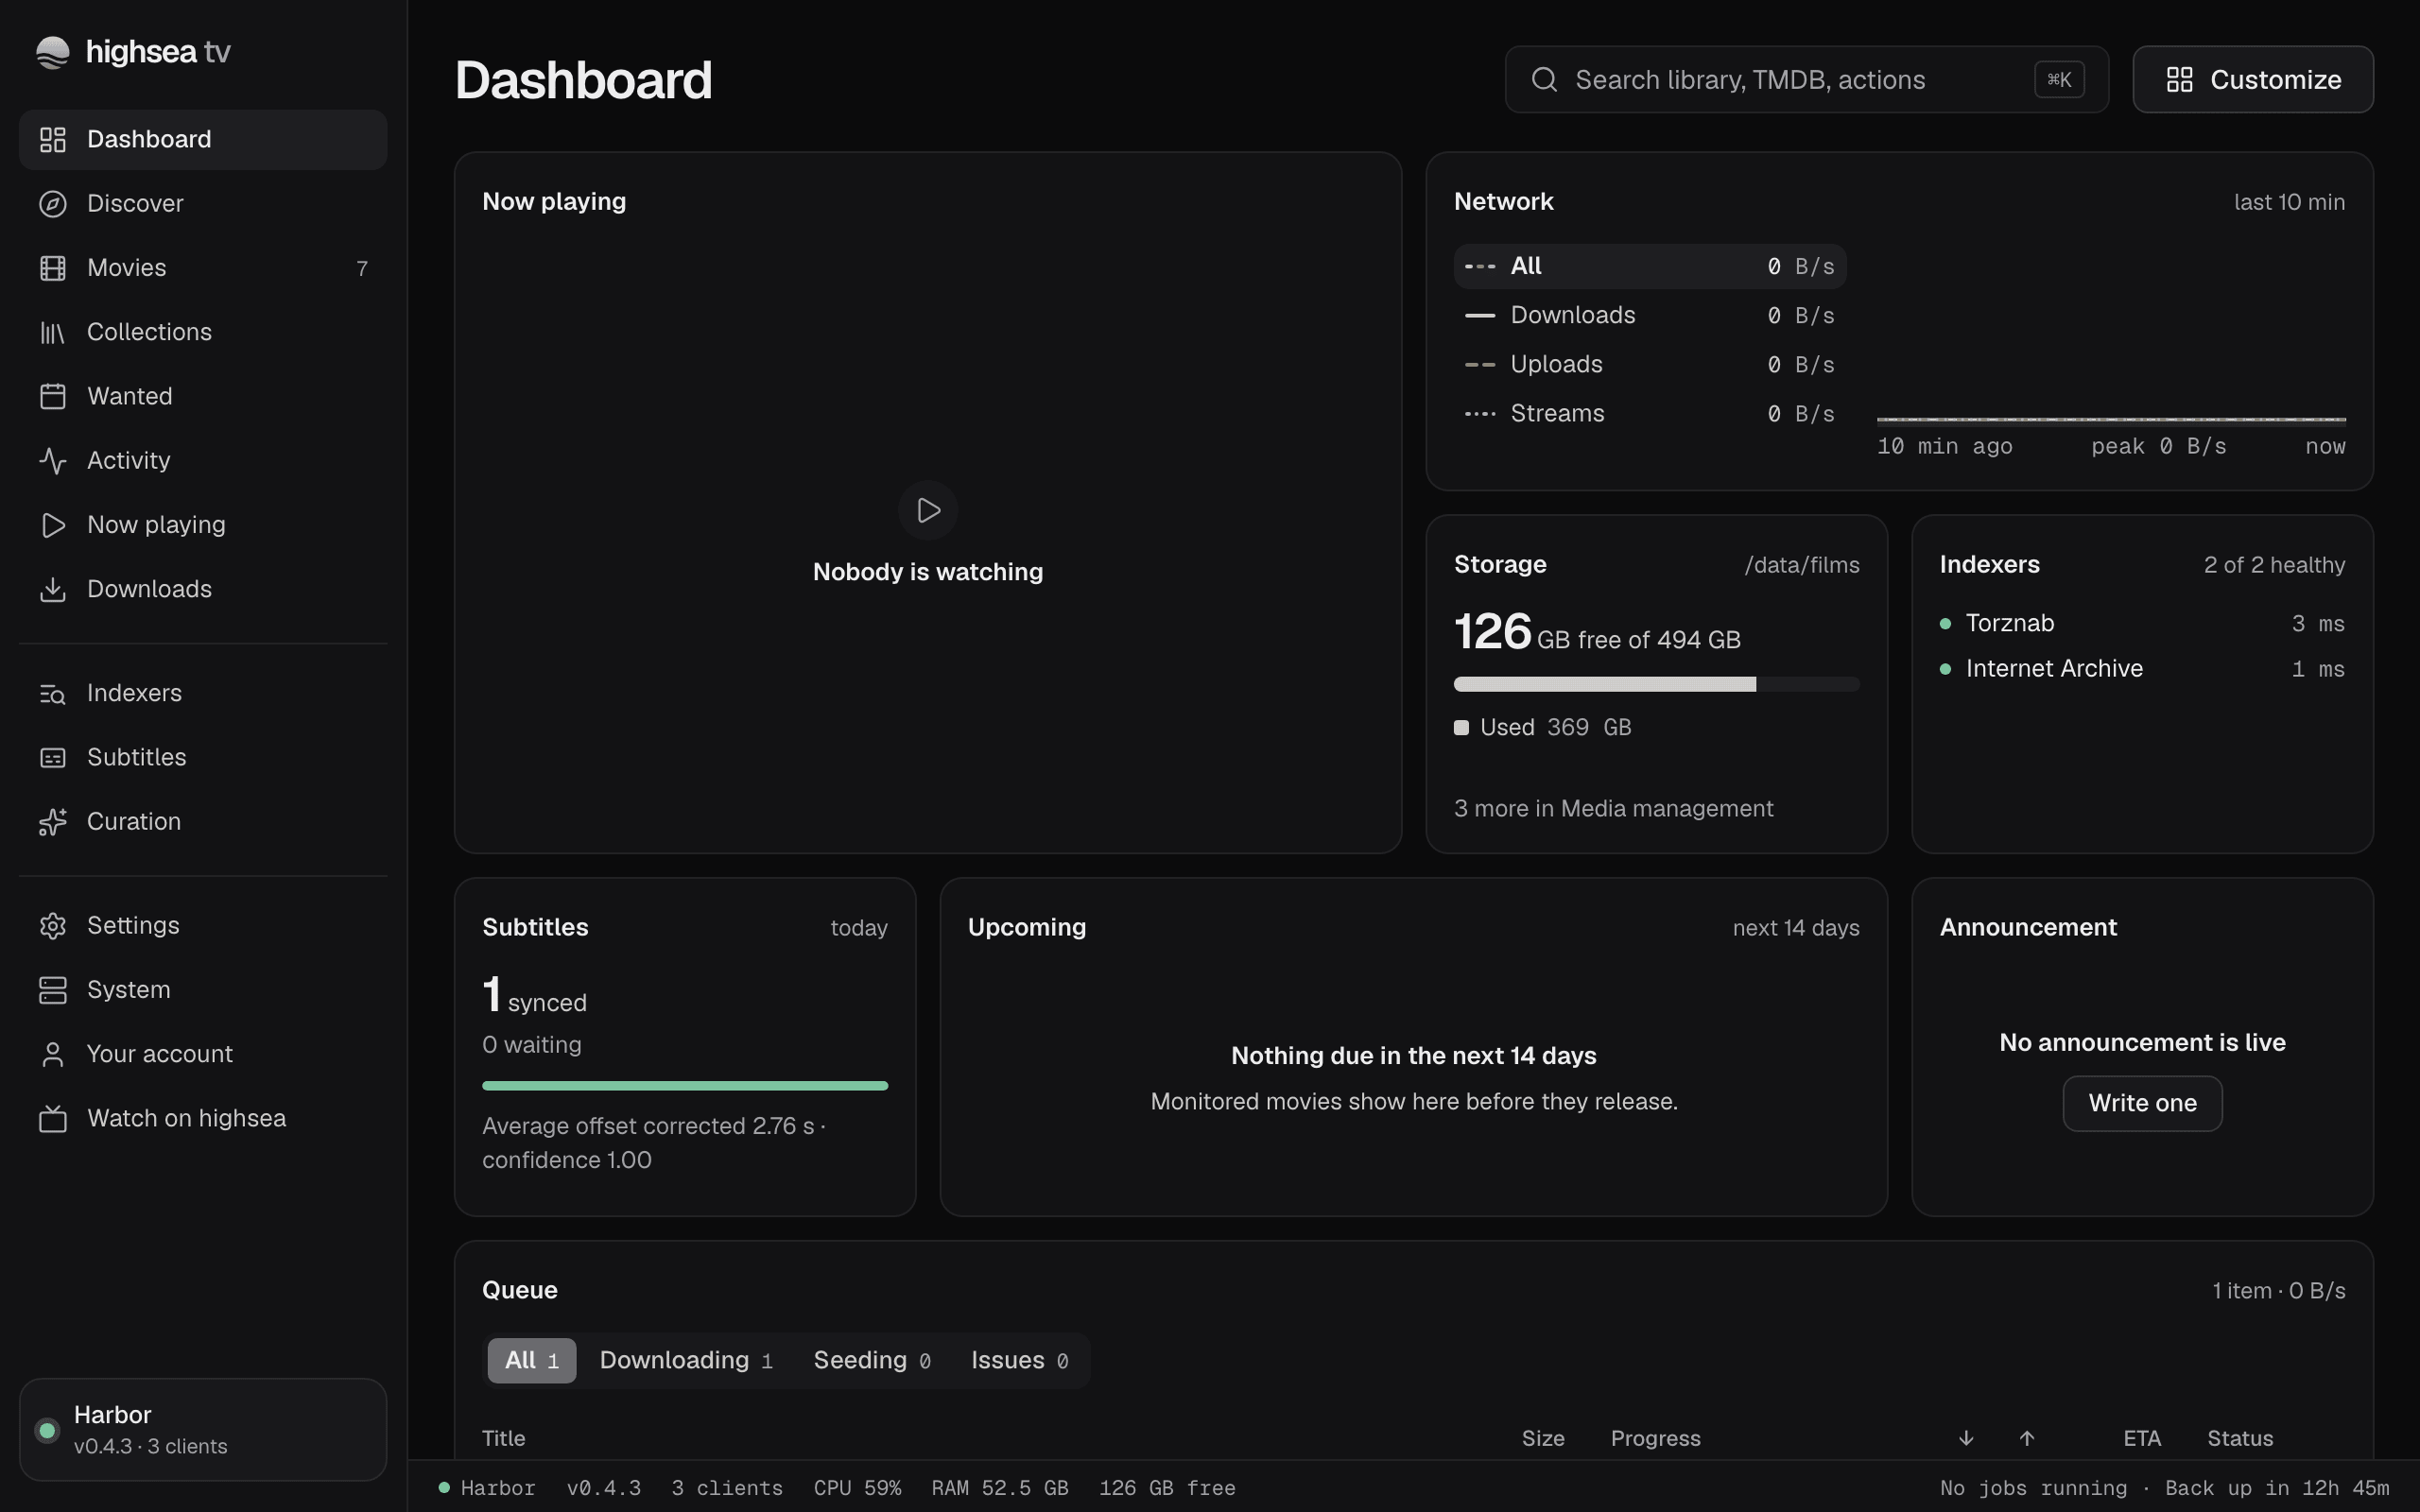 highsea tv
Dashboard
Discover
Movies 7
Collections
Wanted
Activity
Now playing
Downloads
Indexers
Subtitles
Curation
Settings
System
Your account
Watch on highsea
Harbor
v0.4.3 · 3 clients
Dashboard
Search library, TMDB, actions ⌘K
Customize
Now playing
Nobody is watching
Network last 10 min
All 0 B/s
Downloads 0 B/s
Uploads 0 B/s
Streams 0 B/s
10 min ago peak 0 B/s now
Storage /data/films
126 GB free of 494 GB
Used 369 GB
3 more in Media management
Indexers 2 of 2 healthy
Torznab 3 ms
Internet Archive 1 ms
Subtitles today
1 synced
0 waiting
Average offset corrected 2.76 s ·
confidence 1.00
Upcoming next 14 days
Nothing due in the next 14 days
Monitored movies show here before they release.
Announcement
No announcement is live
Write one
Queue 1 item · 0 B/s
All 1 Downloading 1 Seeding 0 Issues 0
Title Size Progress ↓ ↑ ETA Status
Harbor v0.4.3 3 clients CPU 59% RAM 52.5 GB 126 GB free No jobs running · Back up in 12h 45m